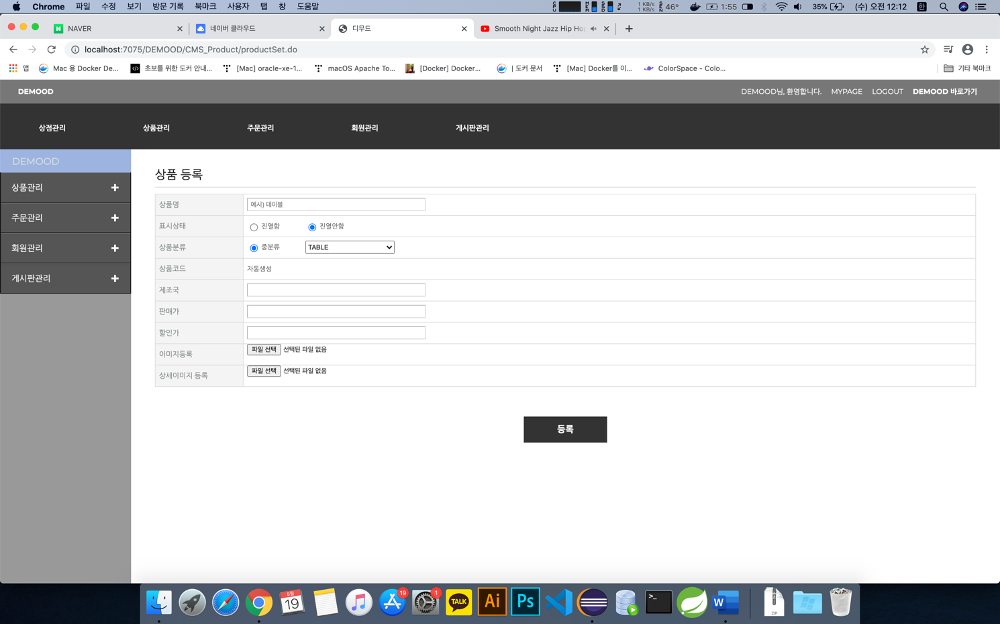 Chrome 파일 수정 보기 방문 기록 북마크 사용자 탭 창 도움말
1 KB/s
1 KB/s
46° 1:55 35% (수) 오전 12:12 한
NAVER
네이버 클라우드
디무드
Smooth Night Jazz Hip Ho
localhost:7075/DEMOOD/CMS_Product/productSet.do
앱 Mac 용 Docker De... 초보를 위한 도커 안내... [Mac] oracle-xe-1... macOS Apache To... [Docker] Docker... | 도커 문서 [Mac] Docker를 이... ColorSpace - Colo... 기타 북마크
DEMOOD DEMOOD님, 환영합니다. MYPAGE LOGOUT DEMOOD 바로가기
상점관리 상품관리 주문관리 회원관리 게시판관리
DEMOOD
상품관리
주문관리
회원관리
게시판관리
상품 등록
상품명 예시) 테이블
표시상태 진열함 진열안함
상품분류 중분류 TABLE
상품코드 자동생성
제조국
판매가
할인가
이미지등록 파일 선택 선택된 파일 없음
상세이미지 등록 파일 선택 선택된 파일 없음
등록
8월
19
19
1
TALK
Ai
Ps
W
ZIP